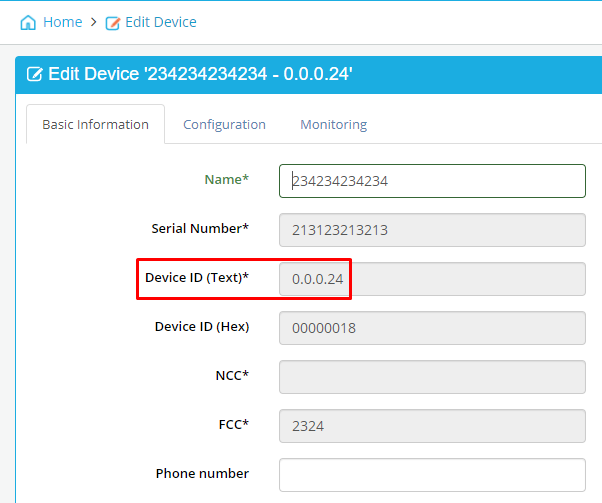 Home > Edit Device
Edit Device '234234234234 - 0.0.0.24'
Basic Information Configuration Monitoring
Name* 234234234234
Serial Number* 213123213213
Device ID (Text)* 0.0.0.24
Device ID (Hex) 00000018
NCC*
FCC* 2324
Phone number